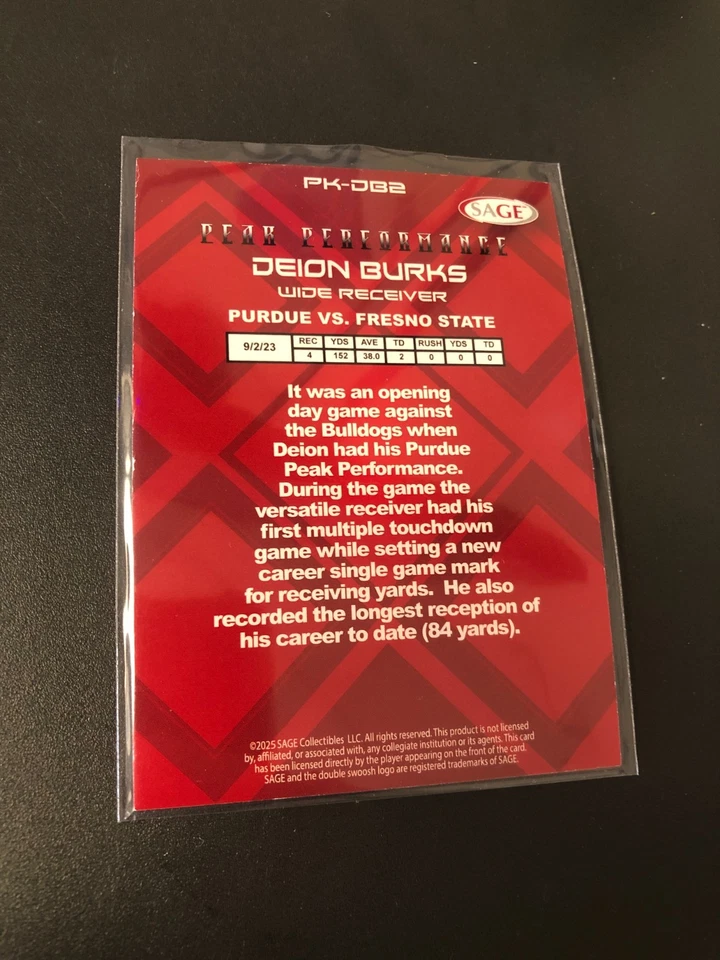 PK-DB2
SAGE
PEAK PERFORMANCE
DEION BURKS
WIDE RECEIVER
PURDUE VS. FRESNO STATE
9/2/23 REC YDS AVE TD RUSH YDS TD
4 152 38.0 2 0 0 0
It was an opening
day game against
the Bulldogs when
Deion had his Purdue
Peak Performance.
During the game the
versatile receiver had his
first multiple touchdown
game while setting a new
career single game mark
for receiving yards. He also
recorded the longest reception of
his career to date (84 yards).
©2025 SAGE Collectibles LLC. All rights reserved. This product is not licensed
by, affiliated, or associated with, any collegiate institution or its agents. This card
has been licensed directly by the player appearing on the front of the card.
SAGE and the double swoosh logo are registered trademarks of SAGE.